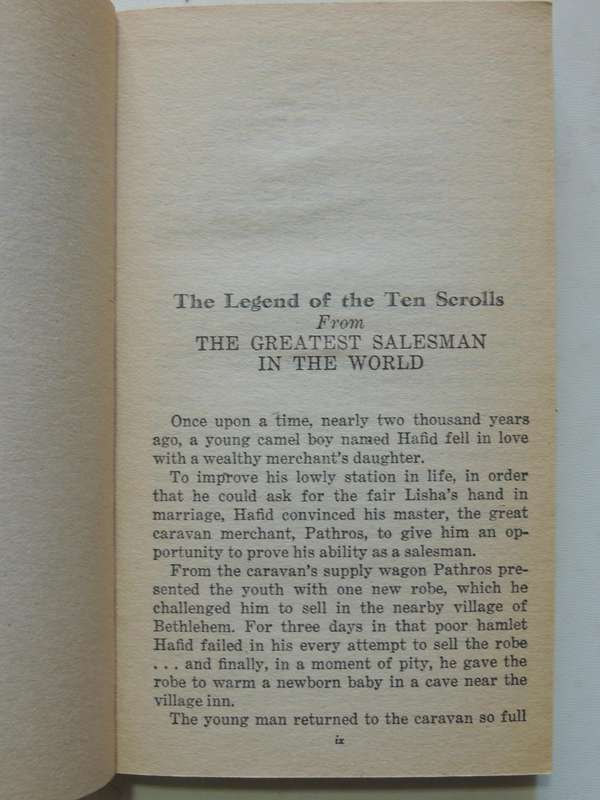 The Legend of the Ten Scrolls
From
THE GREATEST SALESMAN
IN THE WORLD
Once upon a time, nearly two thousand years
ago, a young camel boy named Hafid fell in love
with a wealthy merchant's daughter.
To improve his lowly station in life, in order
that he could ask for the fair Lisha's hand in
marriage, Hafid convinced his master, the great
caravan merchant, Pathros, to give him an op-
portunity to prove his ability as a salesman.
From the caravan's supply wagon Pathros pre-
sented the youth with one new robe, which he
challenged him to sell in the nearby village of
Bethlehem. For three days in that poor hamlet
Hafid failed in his every attempt to sell the robe
. . . and finally, in a moment of pity, he gave the
robe to warm a newborn baby in a cave near the
village inn.
The young man returned to the caravan so full
ix